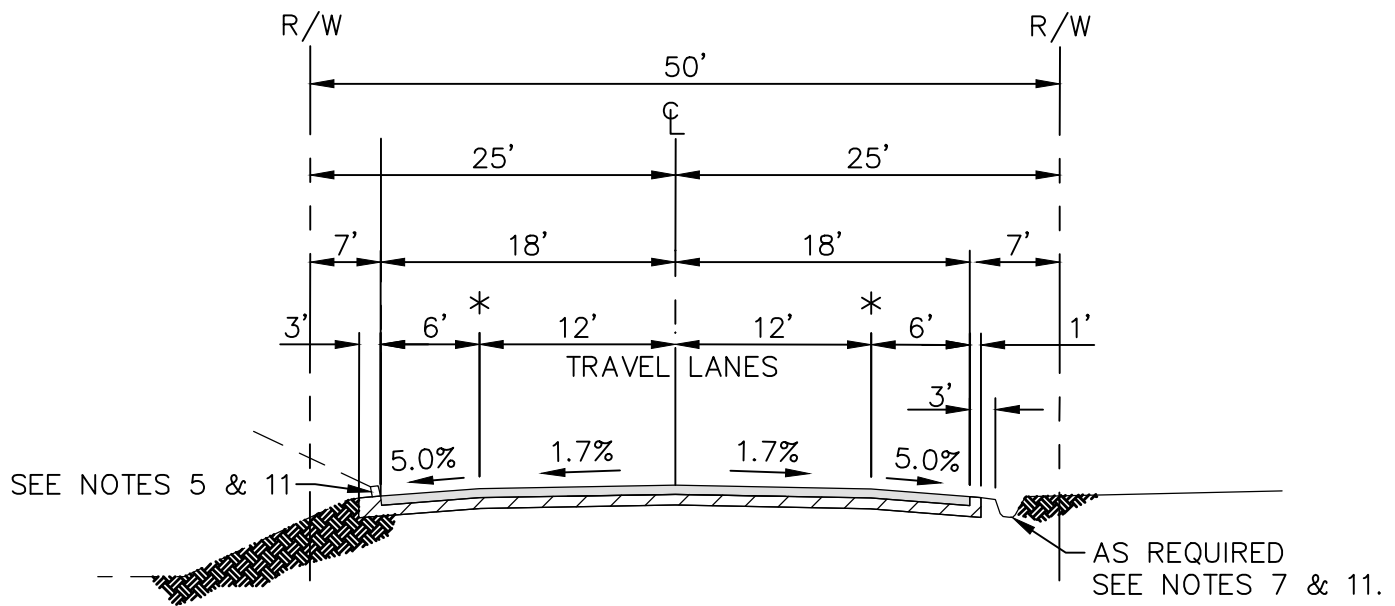 R/W R/W
50'
℄
25' 25'
7' 18' 18' 7'
* *
3' 6' 12' 12' 6' 1'
TRAVEL LANES
3'
5.0% 1.7% 1.7% 5.0%
SEE NOTES 5 & 11
AS REQUIRED
SEE NOTES 7 & 11.